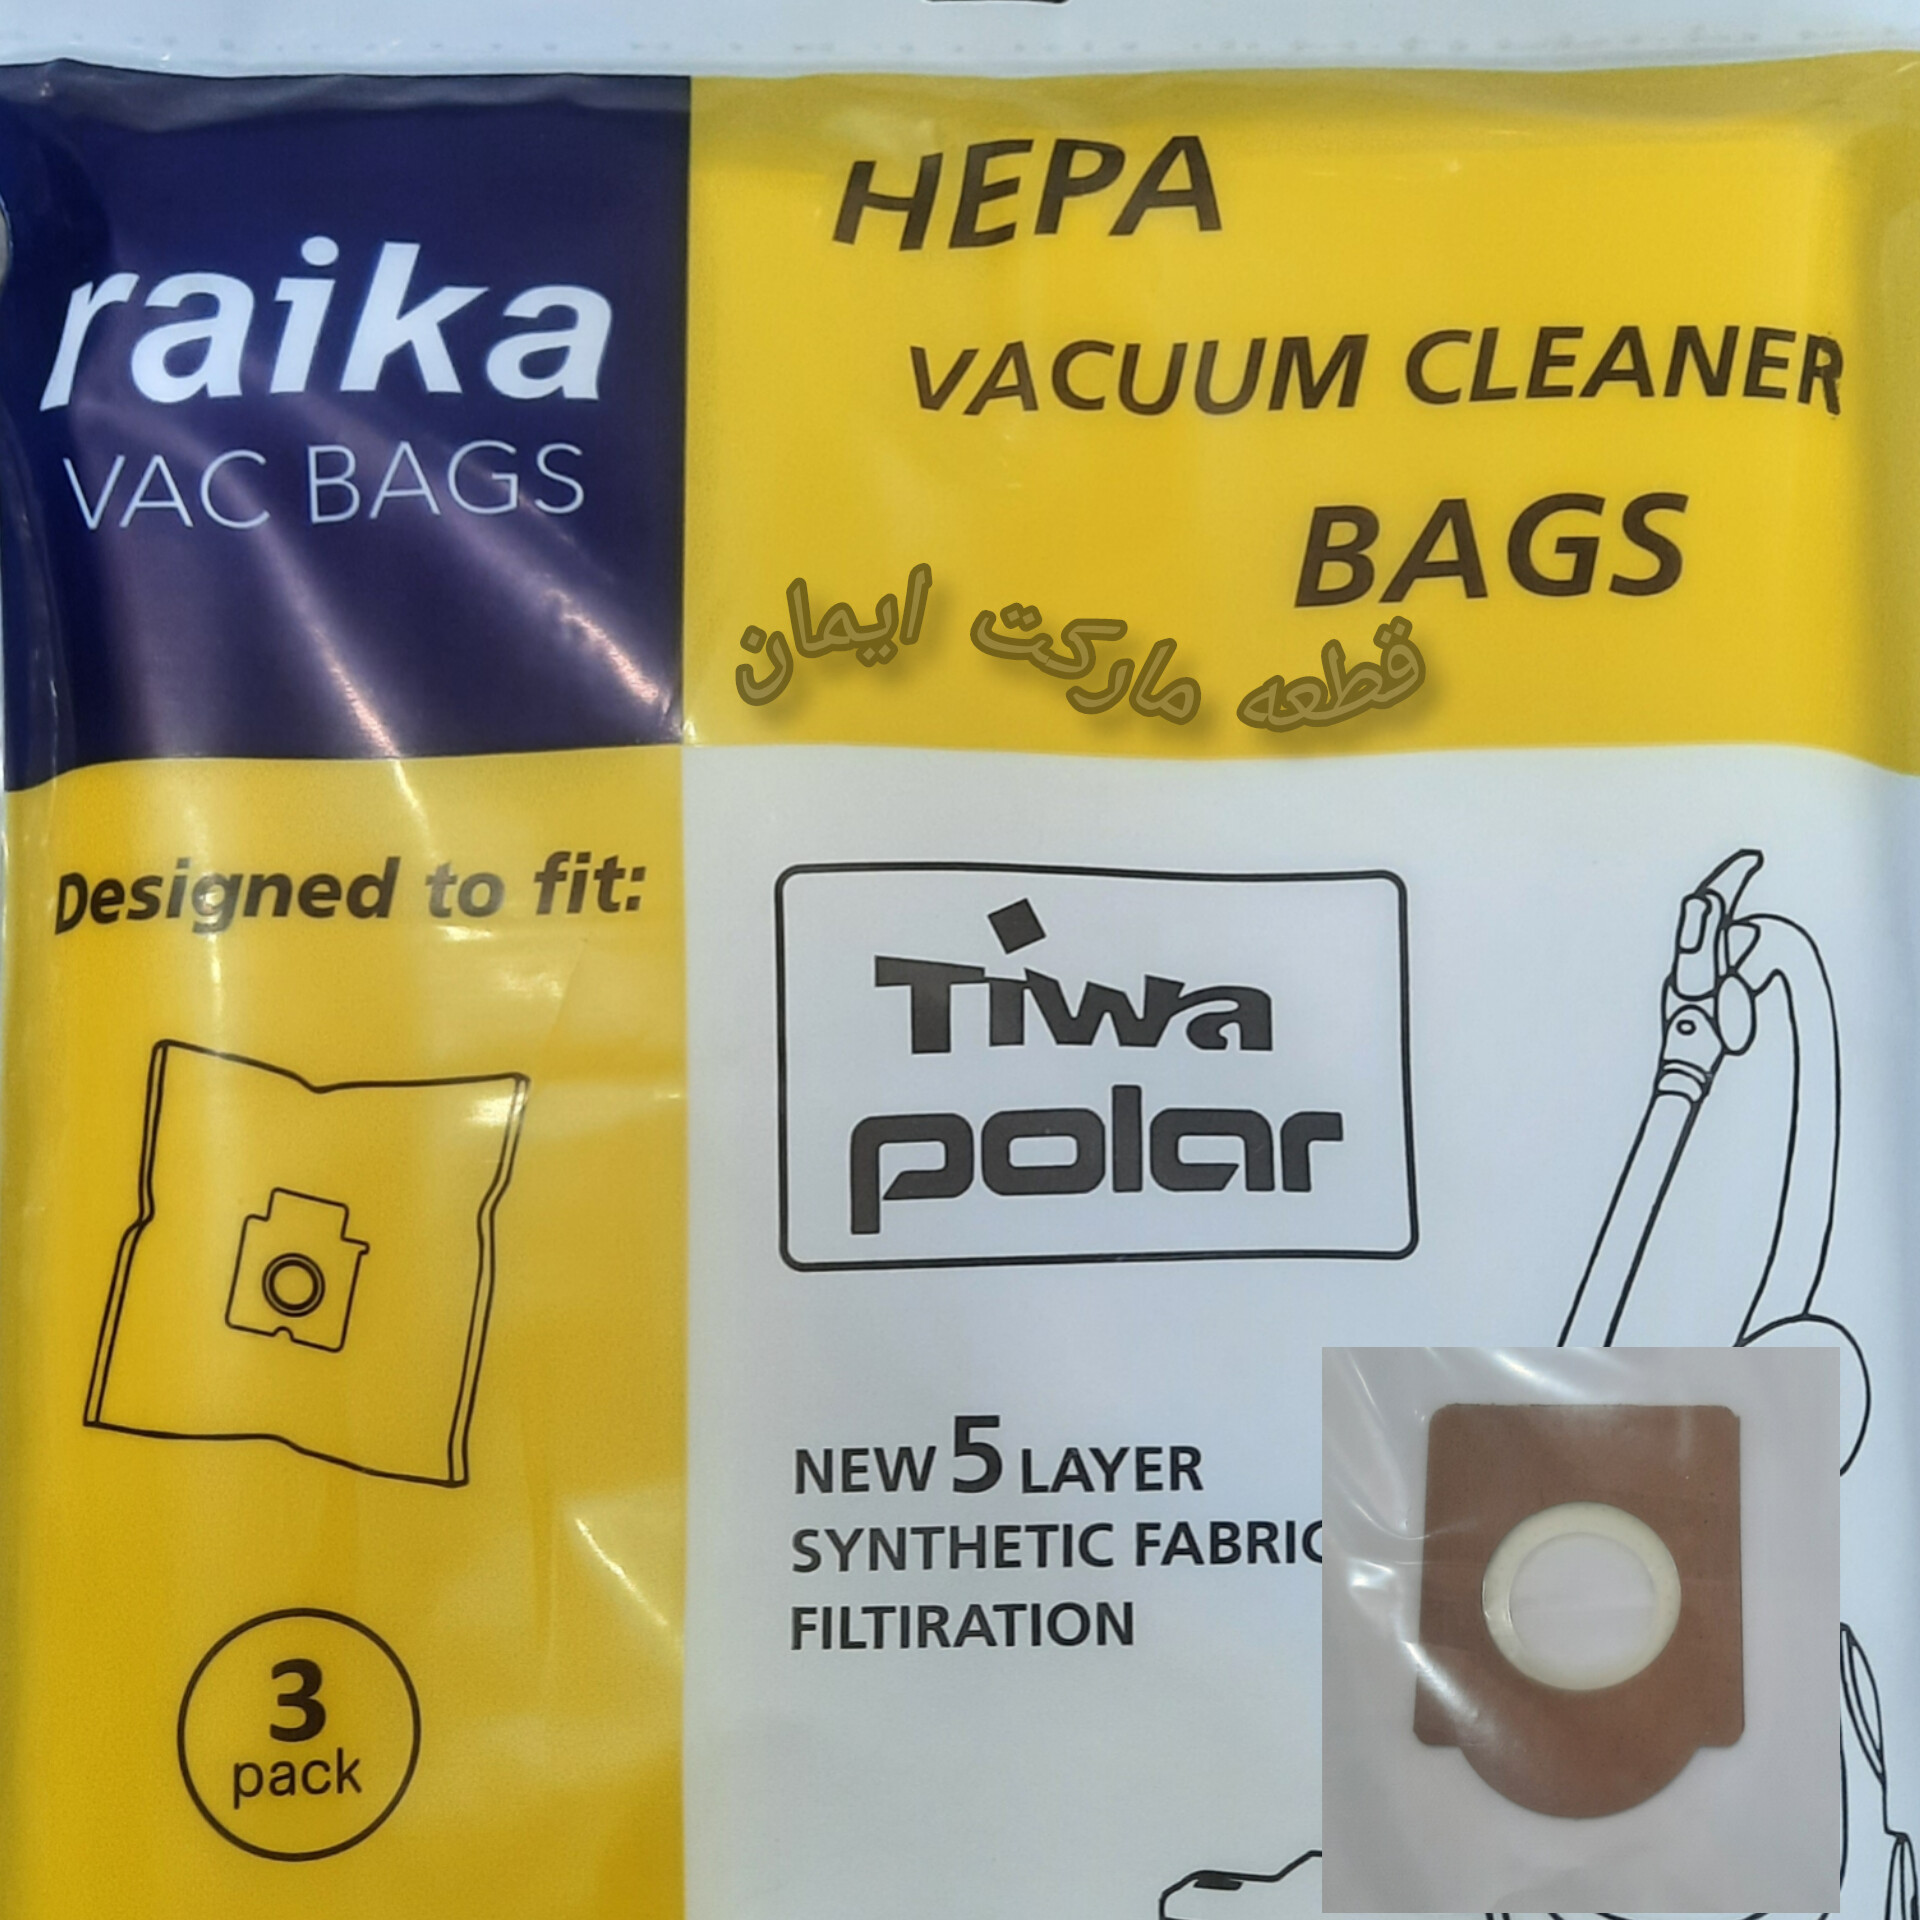 raika
VAC BAGS
HEPA
VACUUM CLEANER
BAGS
قطعه مارکت ایمان
Designed to fit:
Tiwa
polar
NEW 5 LAYER
SYNTHETIC FABRIC
FILTIRATION
3
pack